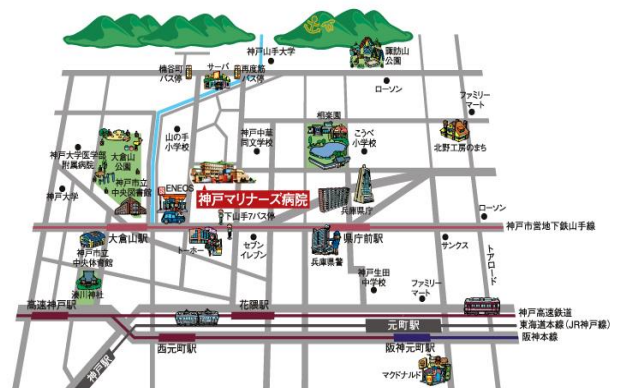 神戸山手大学
諏訪山
公園
楠谷町
バス停
サーバ
再度筋
バス停
ローソン
ファミリー
マート
山の手
小学校
神戸中華
同文学校
相楽園
こうべ
小学校
北野工房のまち
神戸大学医学部
附属病院
大倉山
公園
神戸市立
中央図書館
神戸大学
ENEOS
神戸マリナーズ病院
下山手7バス停
兵庫県庁
ローソン
神戸市営地下鉄山手線
大倉山駅
県庁前駅
神戸市立
中央体育館
トーホー
セブン
イレブン
兵庫県警
サンクス
トアロード
湊川神社
神戸生田
中学校
ファミリー
マート
高速神戸駅
花隈駅
神戸高速鉄道
元町駅
東海道本線(JR神戸線)
西元町駅
阪神元町駅
阪神本線
神戸駅
マクドナルド